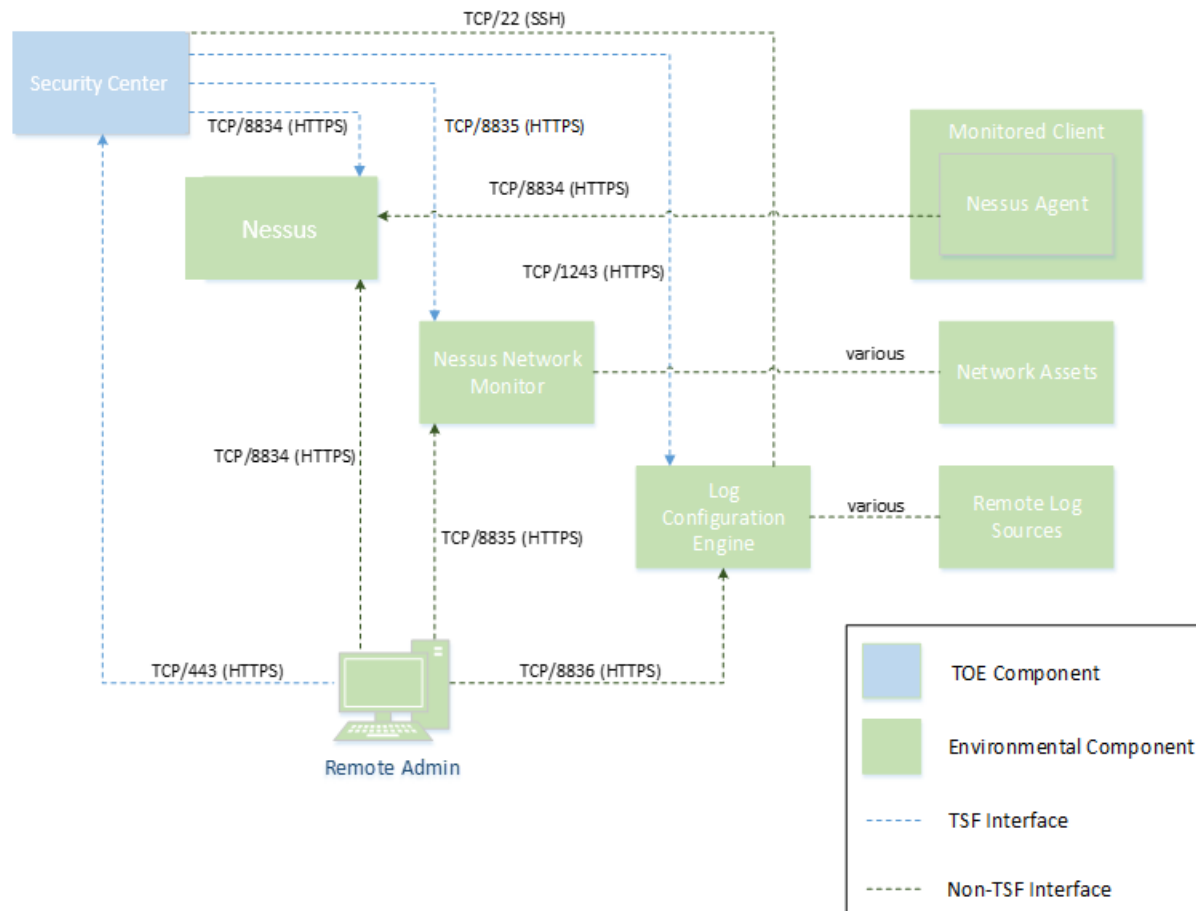 TCP/22 (SSH)
Security Center
TCP/8834 (HTTPS)
TCP/8835 (HTTPS)
Monitored Client
TCP/8834 (HTTPS)
Nessus Agent
Nessus
TCP/1243 (HTTPS)
Nessus Network
Monitor
various
Network Assets
TCP/8834 (HTTPS)
Log
Configuration
Engine
various
Remote Log
Sources
TCP/8835 (HTTPS)
TCP/443 (HTTPS)
TCP/8836 (HTTPS)
Remote Admin
TOE Component
Environmental Component
TSF Interface
Non-TSF Interface